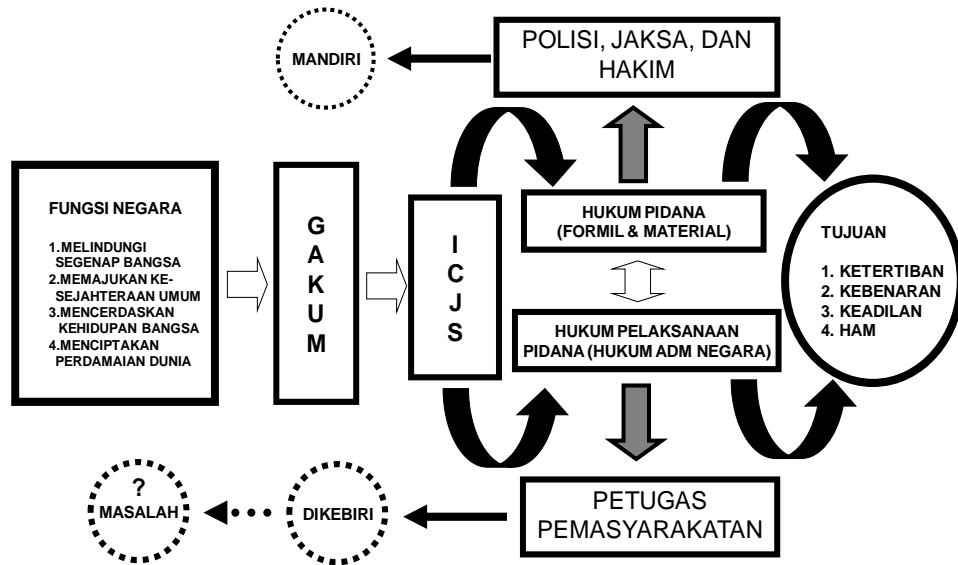 MANDIRI
POLISI, JAKSA, DAN
HAKIM
FUNGSI NEGARA
1.MELINDUNGI
SEGENAP BANGSA
2.MEMAJUKAN KE-
SEJAHTERAAN UMUM
3.MENCERDASKAN
KEHIDUPAN BANGSA
4.MENCIPTAKAN
PERDAMAIAN DUNIA
G
A
K
U
M
I
C
J
S
HUKUM PIDANA
(FORMIL & MATERIAL)
HUKUM PELAKSANAAN
PIDANA (HUKUM ADM NEGARA)
TUJUAN
1. KETERTIBAN
2. KEBENARAN
3. KEADILAN
4. HAM
?
MASALAH
DIKEBIRI
PETUGAS
PEMASYARAKATAN